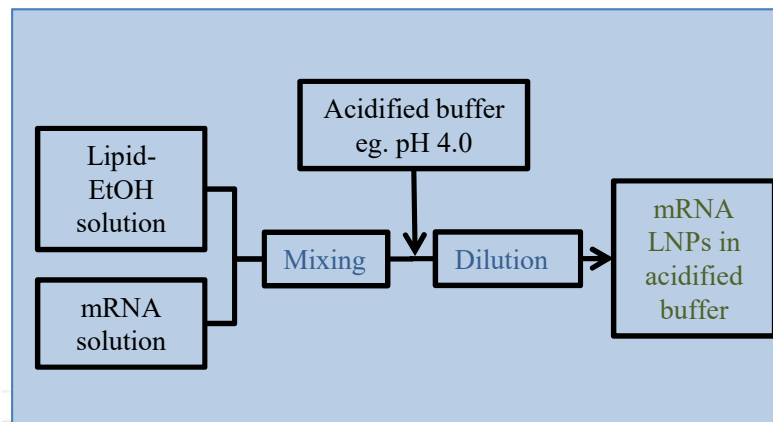 Acidified buffer
eg. pH 4.0
Lipid-
EtOH
solution
Mixing
Dilution
mRNA
LNPs in
acidified
buffer
mRNA
solution